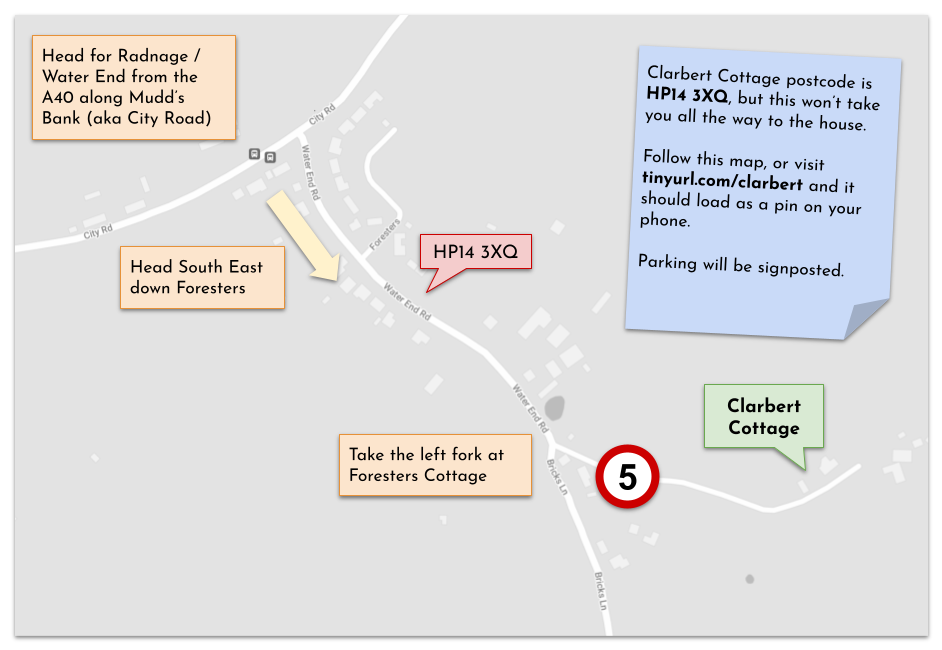 Head for Radnage /
Water End from the
A40 along Mudd's
Bank (aka City Road)
Clarbert Cottage postcode is
HP14 3XQ, but this won't take
you all the way to the house.
Follow this map, or visit
tinyurl.com/clarbert and it
should load as a pin on your
phone.
Parking will be signposted.
City Rd
Water End Rd
City Rd
Foresters
HP14 3XQ
Head South East
down Foresters
Water End Rd
Water End Rd
Clarbert
Cottage
Take the left fork at
Foresters Cottage
Bricks Ln
5
Bricks Ln